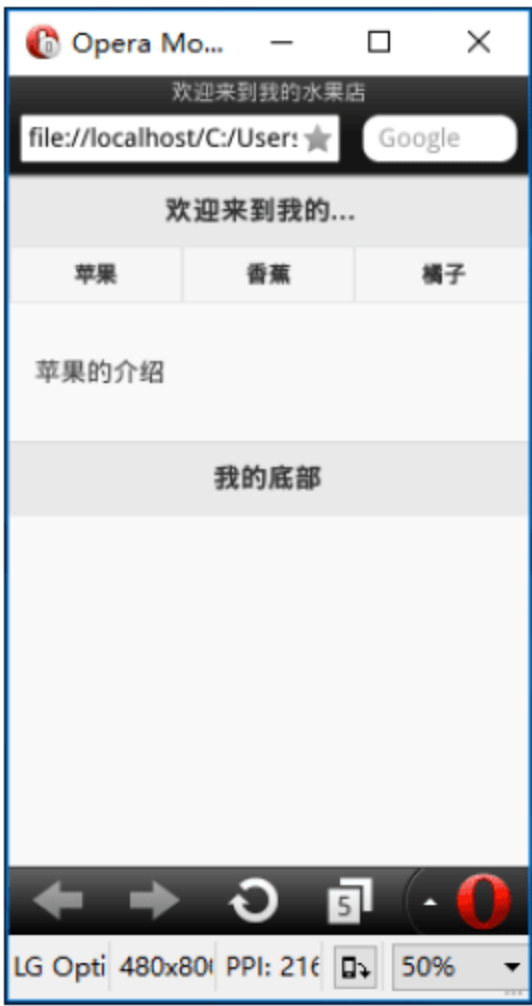 Opera Mo...
欢迎来到我的水果店
file://localhost/C:/User:
Google
欢迎来到我的...
苹果 香蕉 橘子
苹果的介绍
我的底部
5
LG Opti 480x80 PPI: 216 50%